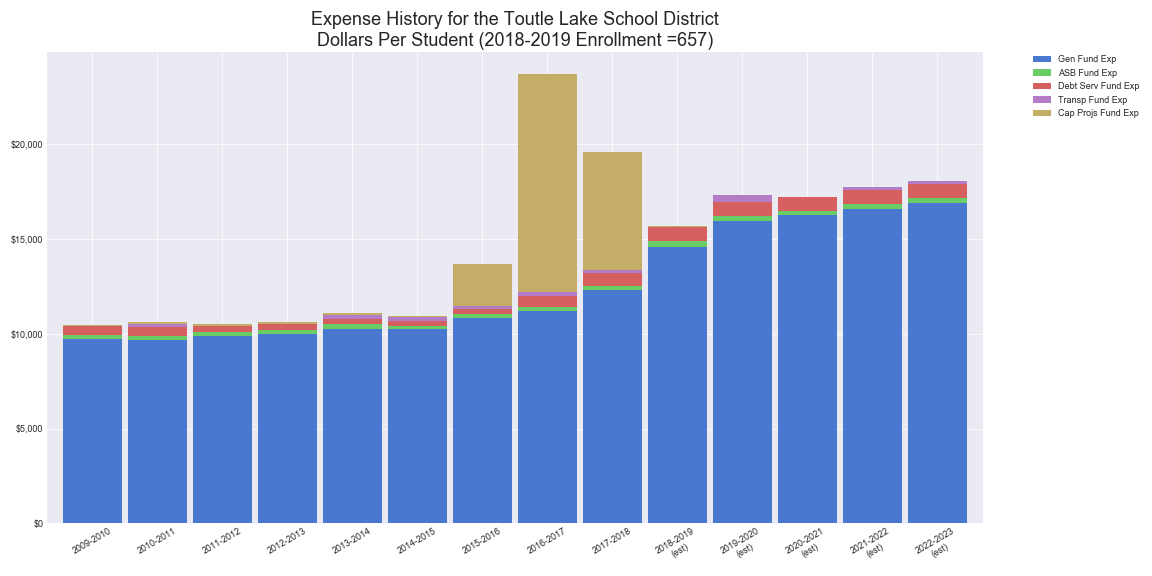 Expense History for the Toutle Lake School District
Dollars Per Student (2018-2019 Enrollment =657)
Gen Fund Exp
ASB Fund Exp
Debt Serv Fund Exp
Transp Fund Exp
Cap Projs Fund Exp
$20,000
$15,000
$10,000
$5,000
$0
2009-2010
2010-2011
2011-2012
2012-2013
2013-2014
2014-2015
2015-2016
2016-2017
2017-2018
2018-2019
(est)
2019-2020
(est)
2020-2021
(est)
2021-2022
(est)
2022-2023
(est)